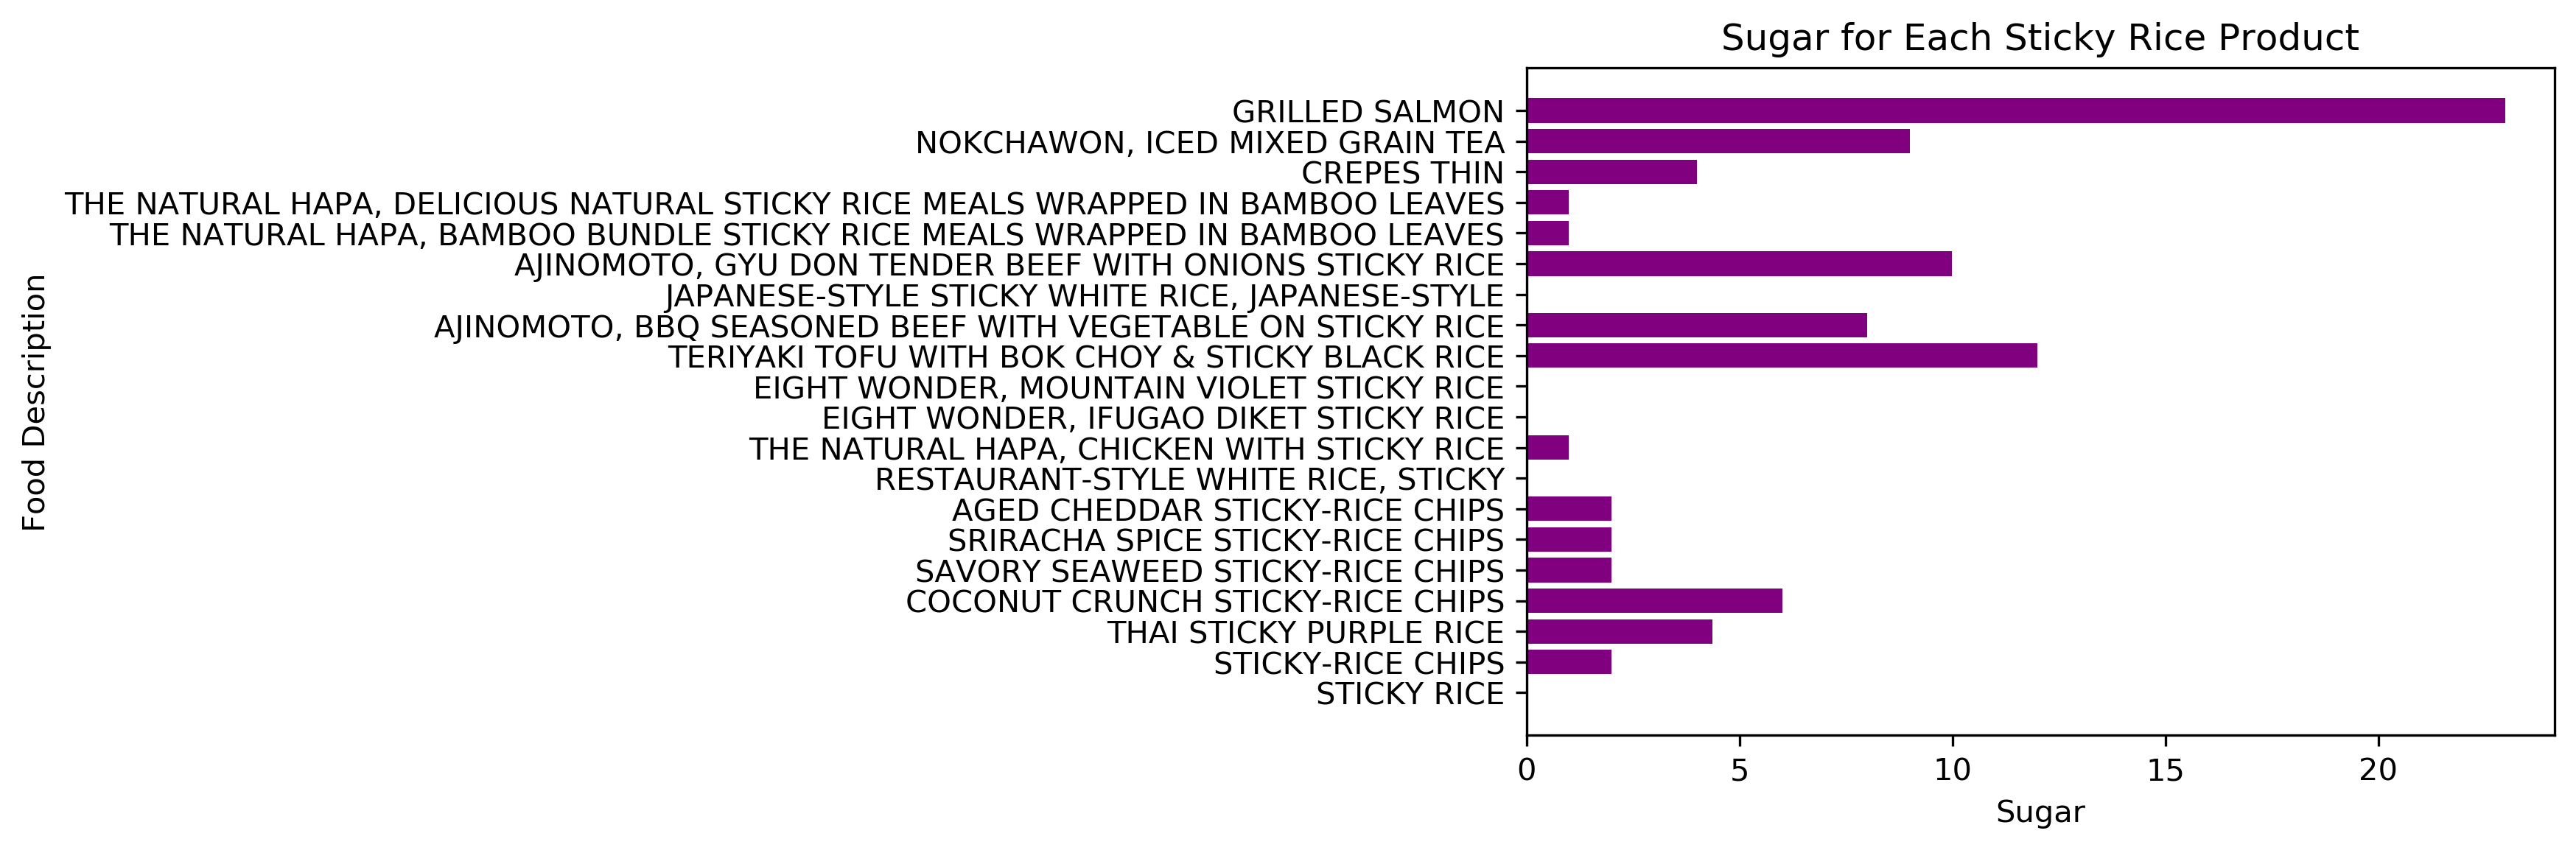 Sugar for Each Sticky Rice Product
Food Description
GRILLED SALMON
NOKCHAWON, ICED MIXED GRAIN TEA
CREPES THIN
THE NATURAL HAPA, DELICIOUS NATURAL STICKY RICE MEALS WRAPPED IN BAMBOO LEAVES
THE NATURAL HAPA, BAMBOO BUNDLE STICKY RICE MEALS WRAPPED IN BAMBOO LEAVES
AJINOMOTO, GYU DON TENDER BEEF WITH ONIONS STICKY RICE
JAPANESE-STYLE STICKY WHITE RICE, JAPANESE-STYLE
AJINOMOTO, BBQ SEASONED BEEF WITH VEGETABLE ON STICKY RICE
TERIYAKI TOFU WITH BOK CHOY & STICKY BLACK RICE
EIGHT WONDER, MOUNTAIN VIOLET STICKY RICE
EIGHT WONDER, IFUGAO DIKET STICKY RICE
THE NATURAL HAPA, CHICKEN WITH STICKY RICE
RESTAURANT-STYLE WHITE RICE, STICKY
AGED CHEDDAR STICKY-RICE CHIPS
SRIRACHA SPICE STICKY-RICE CHIPS
SAVORY SEAWEED STICKY-RICE CHIPS
COCONUT CRUNCH STICKY-RICE CHIPS
THAI STICKY PURPLE RICE
STICKY-RICE CHIPS
STICKY RICE
0 5 10 15 20
Sugar